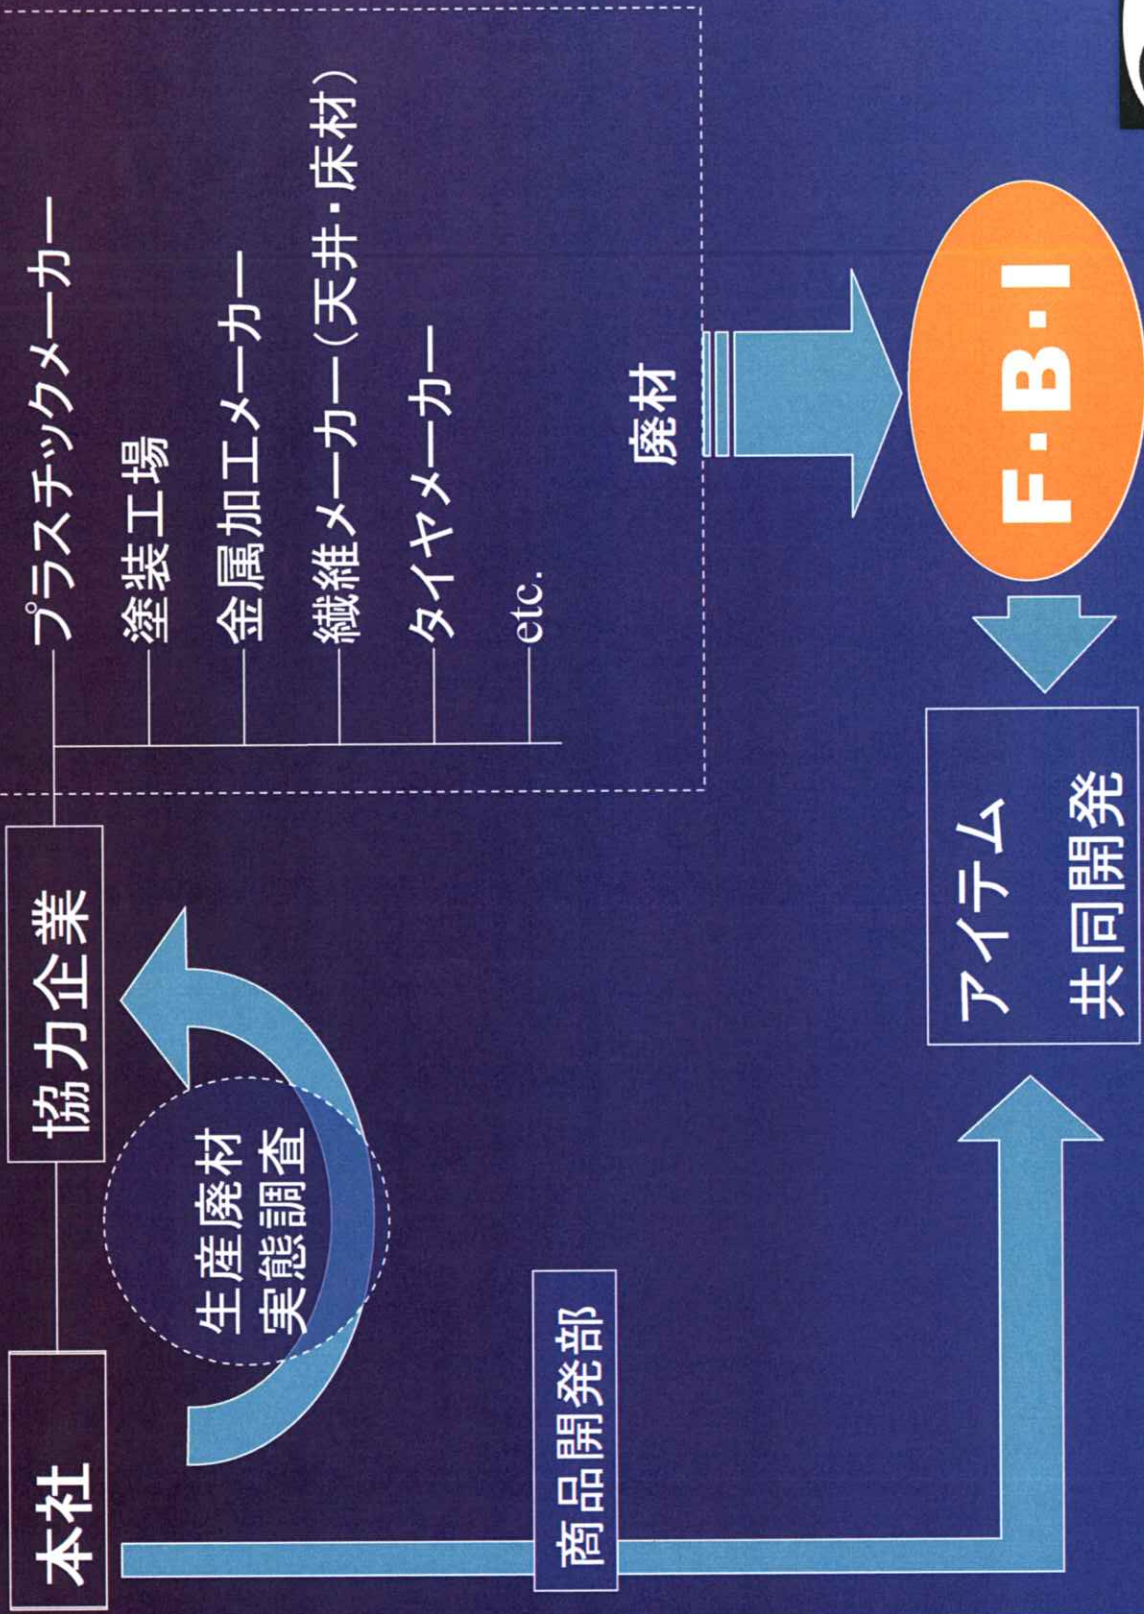 本社
協力企業
プラスチックメーカー
塗装工場
金属加工メーカー
繊維メーカー(天井・床材)
タイヤメーカー
etc.
生産廃材
実態調査
廃材
商品開発部
アイテム
共同開発
F・B・I